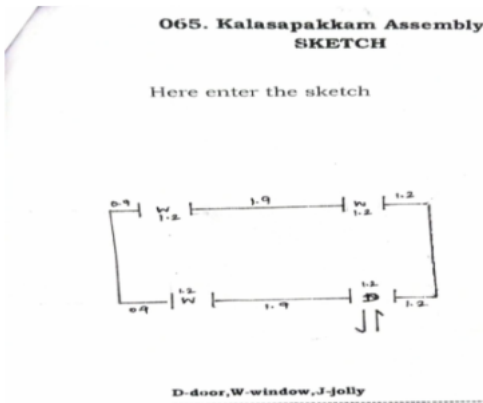 065. Kalasapakkam Assembly
SKETCH
Here enter the sketch
0.9 W 1.2 1.9 W 1.2 1.2
0.9 1.2 W 1.9 1.2 D 1.2
D-door,W-window,J-jolly